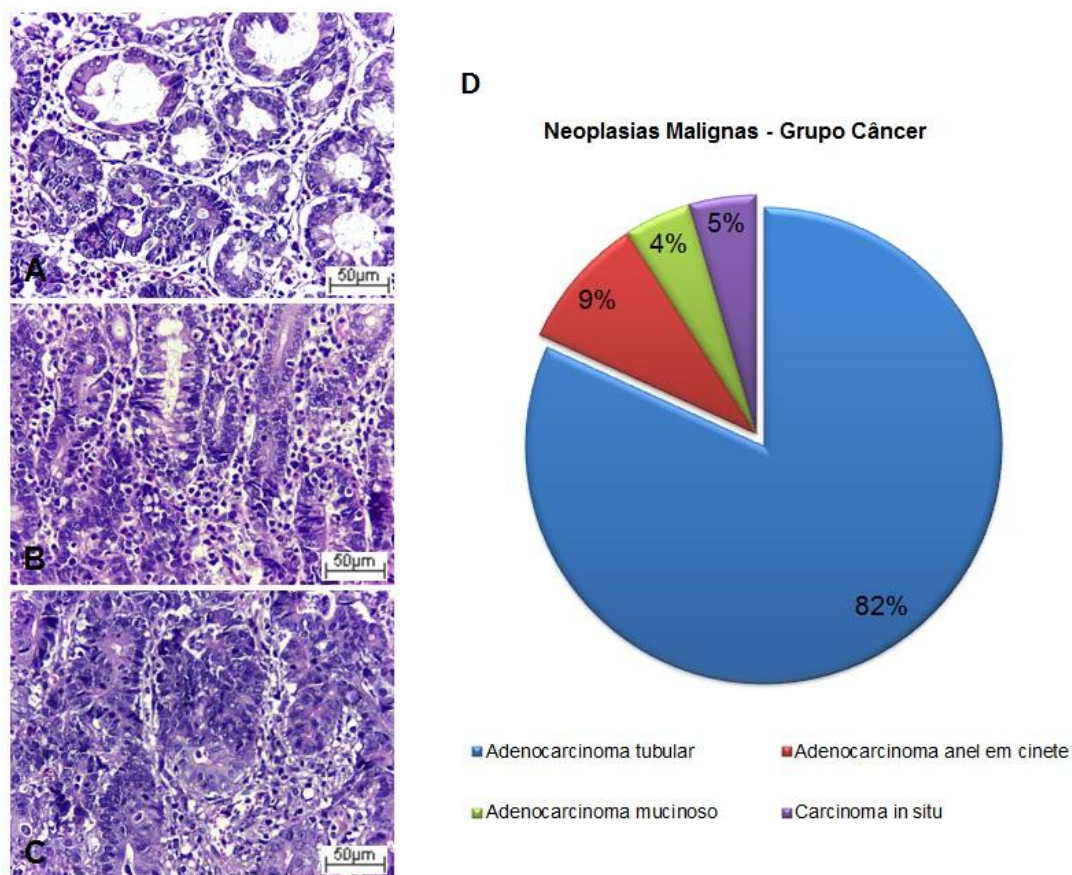 A
50µm
B
50µm
C
50µm
D
Neoplasias Malignas - Grupo Câncer
5%
4%
9%
82%
Adenocarcinoma tubular
Adenocarcinoma anel em cinete
Adenocarcinoma mucinoso
Carcinoma in situ